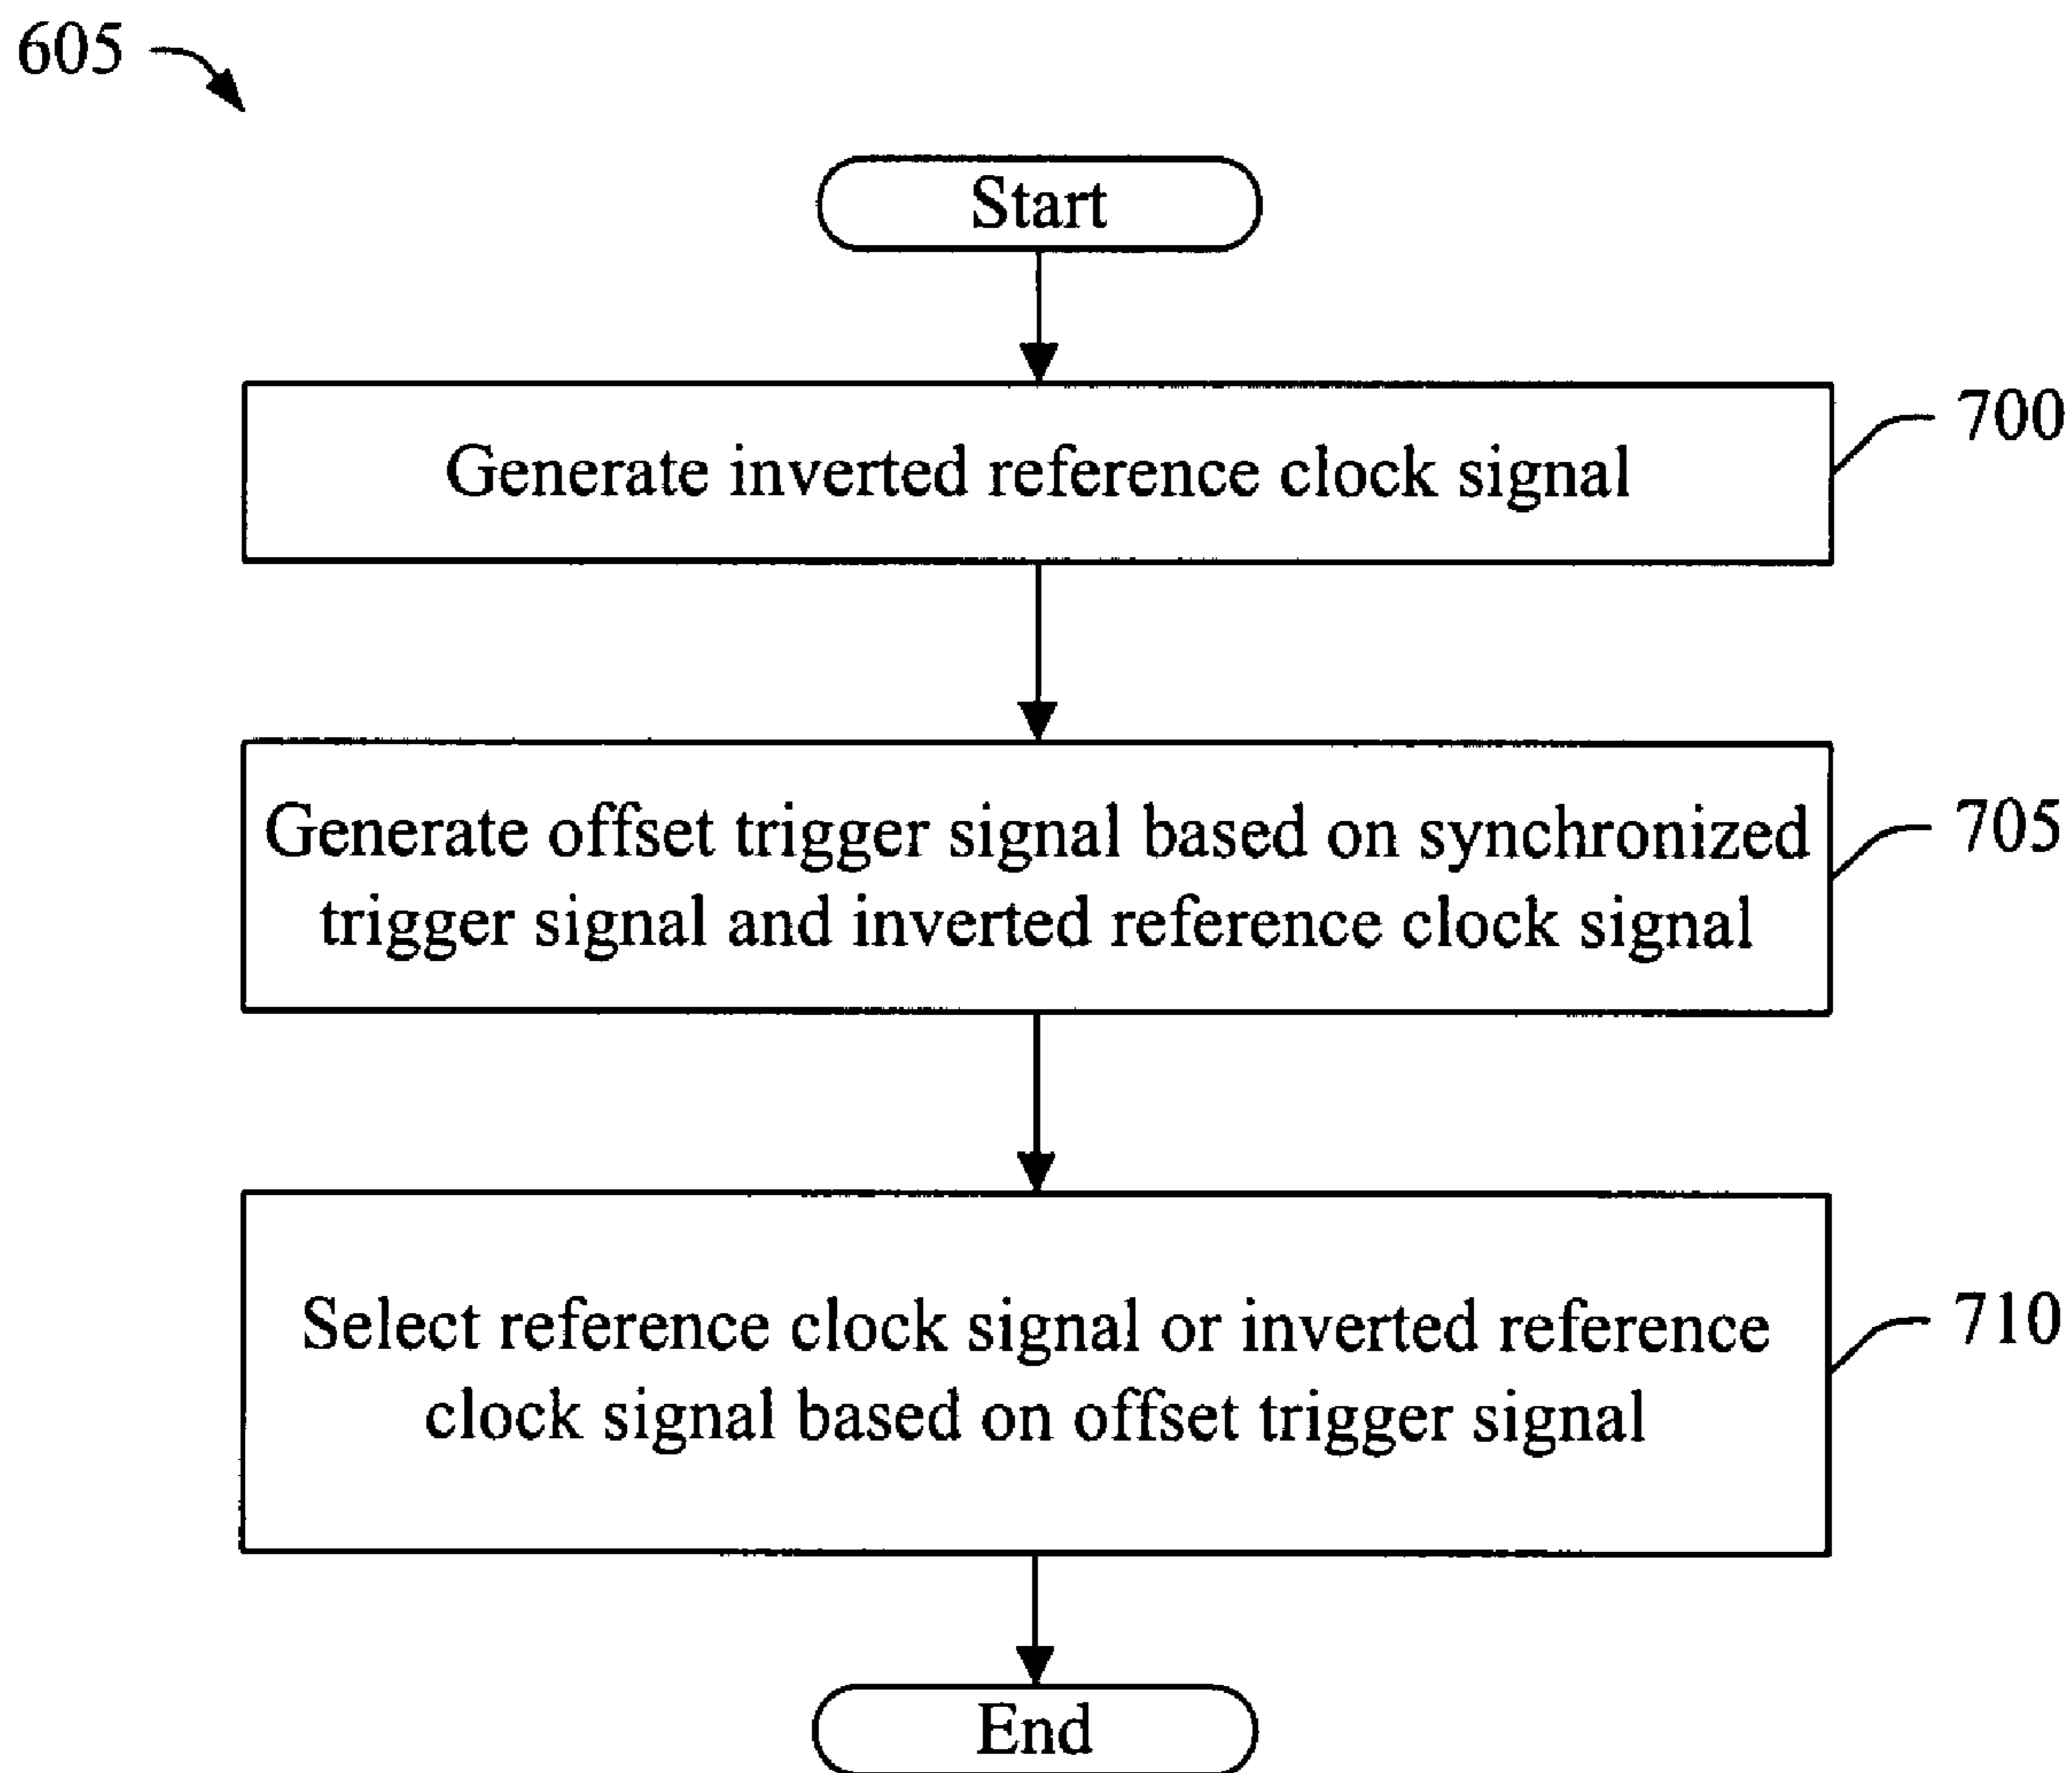 605
Start
Generate inverted reference clock signal
700
Generate offset trigger signal based on synchronized
trigger signal and inverted reference clock signal
705
Select reference clock signal or inverted reference
clock signal based on offset trigger signal
710
End